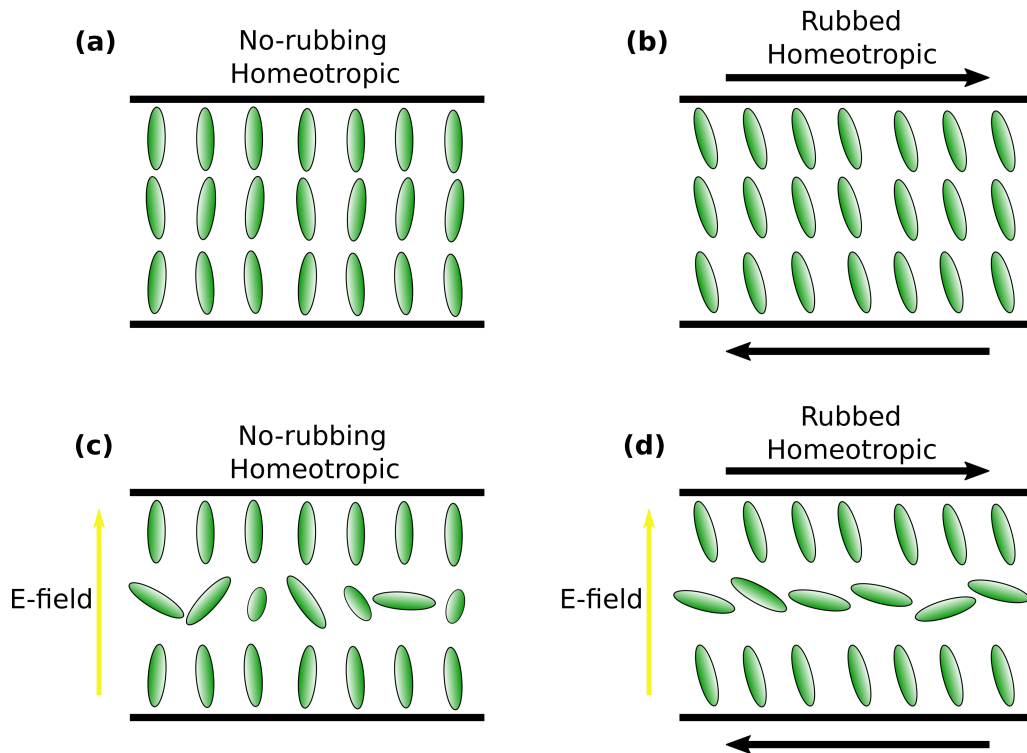 (a)
No-rubbing
Homeotropic
(b)
Rubbed
Homeotropic
(c)
No-rubbing
Homeotropic
E-field
(d)
Rubbed
Homeotropic
E-field